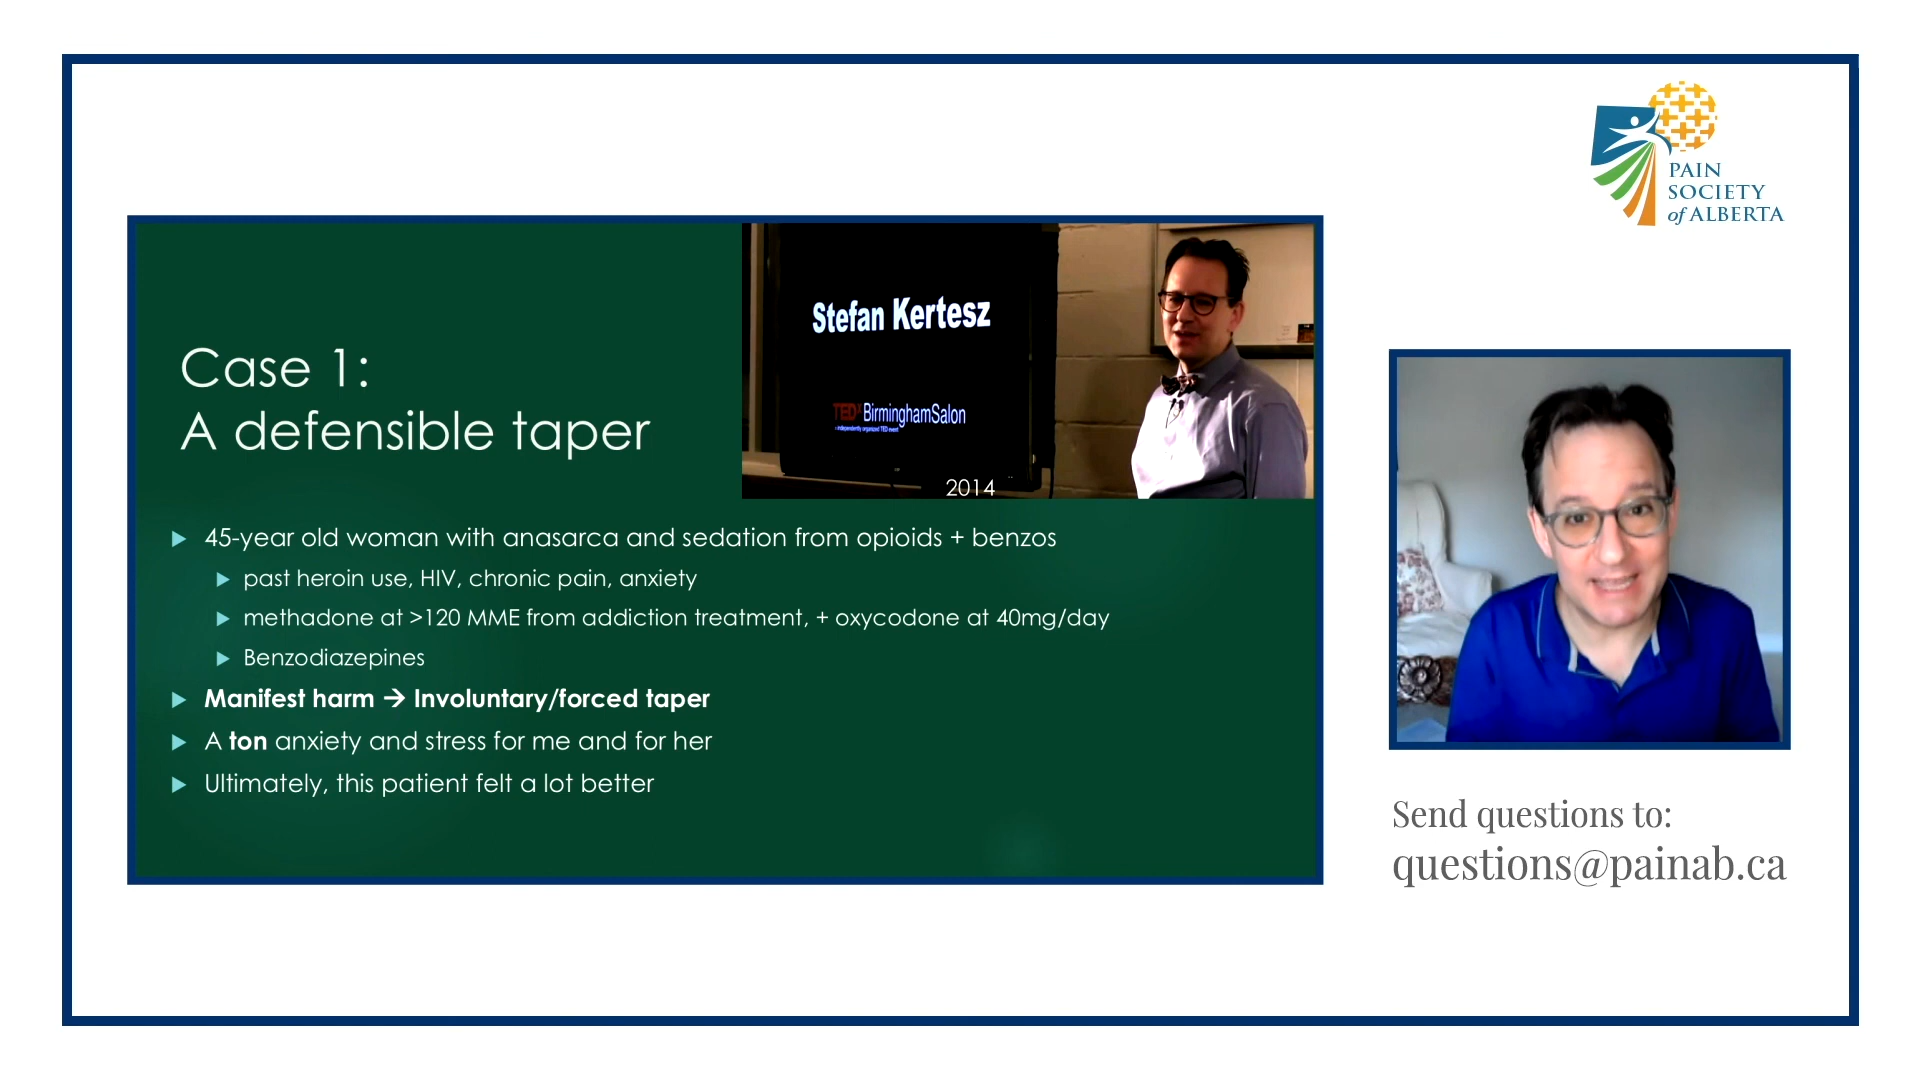 PAIN
SOCIETY
of ALBERTA
Stefan Kertesz
TEDx BirminghamSalon
2014
Case 1:
A defensible taper
45-year old woman with anasarca and sedation from opioids + benzos
past heroin use, HIV, chronic pain, anxiety
methadone at >120 MME from addiction treatment, + oxycodone at 40mg/day
Benzodiazepines
Manifest harm → Involuntary/forced taper
A ton anxiety and stress for me and for her
Ultimately, this patient felt a lot better
Send questions to:
questions@painab.ca